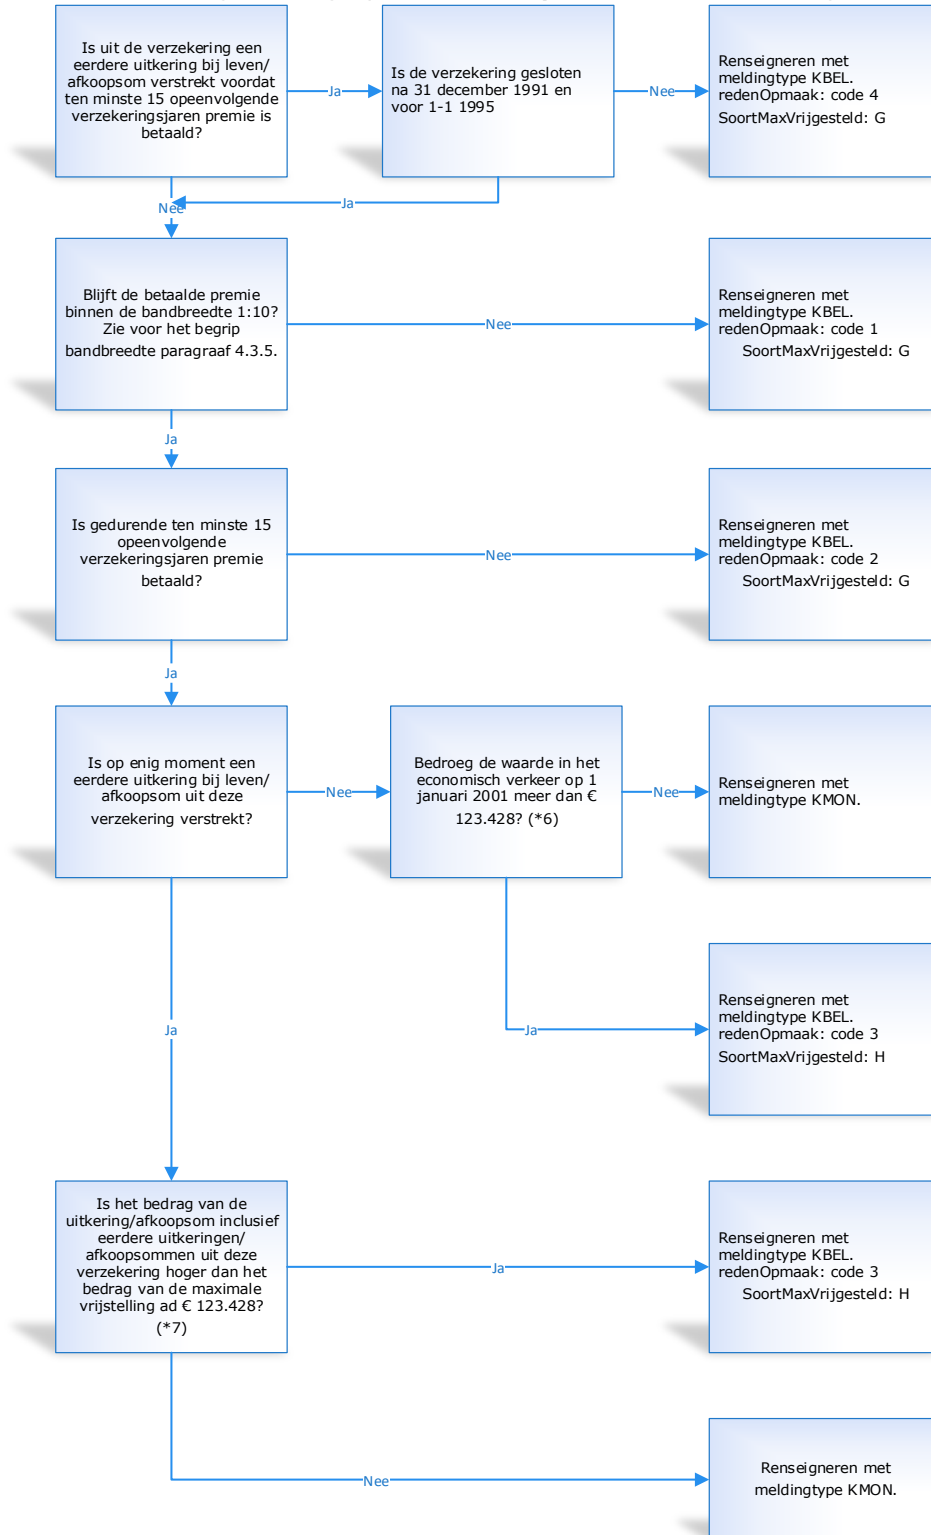 Is uit de verzekering een
eerdere uitkering bij leven/
afkoopsom verstrekt voordat
ten minste 15 opeenvolgende
verzekeringsjaren premie is
betaald?
Ja
Is de verzekering gesloten
na 31 december 1991 en
voor 1-1 1995
Nee
Renseigneren met
meldingtype KBEL.
redenOpmaak: code 4
SoortMaxVrijgesteld: G
Nee
Ja
Blijft de betaalde premie
binnen de bandbreedte 1:10?
Zie voor het begrip
bandbreedte paragraaf 4.3.5.
Nee
Renseigneren met
meldingtype KBEL.
redenOpmaak: code 1
SoortMaxVrijgesteld: G
Ja
Is gedurende ten minste 15
opeenvolgende
verzekeringsjaren premie
betaald?
Nee
Renseigneren met
meldingtype KBEL.
redenOpmaak: code 2
SoortMaxVrijgesteld: G
Ja
Is op enig moment een
eerdere uitkering bij leven/
afkoopsom uit deze
verzekering verstrekt?
Nee
Bedroeg de waarde in het
economisch verkeer op 1
januari 2001 meer dan €
123.428? (*6)
Nee
Renseigneren met
meldingtype KMON.
Ja
Ja
Renseigneren met
meldingtype KBEL.
redenOpmaak: code 3
SoortMaxVrijgesteld: H
Is het bedrag van de
uitkering/afkoopsom inclusief
eerdere uitkeringen/
afkoopsommen uit deze
verzekering hoger dan het
bedrag van de maximale
vrijstelling ad € 123.428?
(*7)
Ja
Renseigneren met
meldingtype KBEL.
redenOpmaak: code 3
SoortMaxVrijgesteld: H
Nee
Renseigneren met
meldingtype KMON.